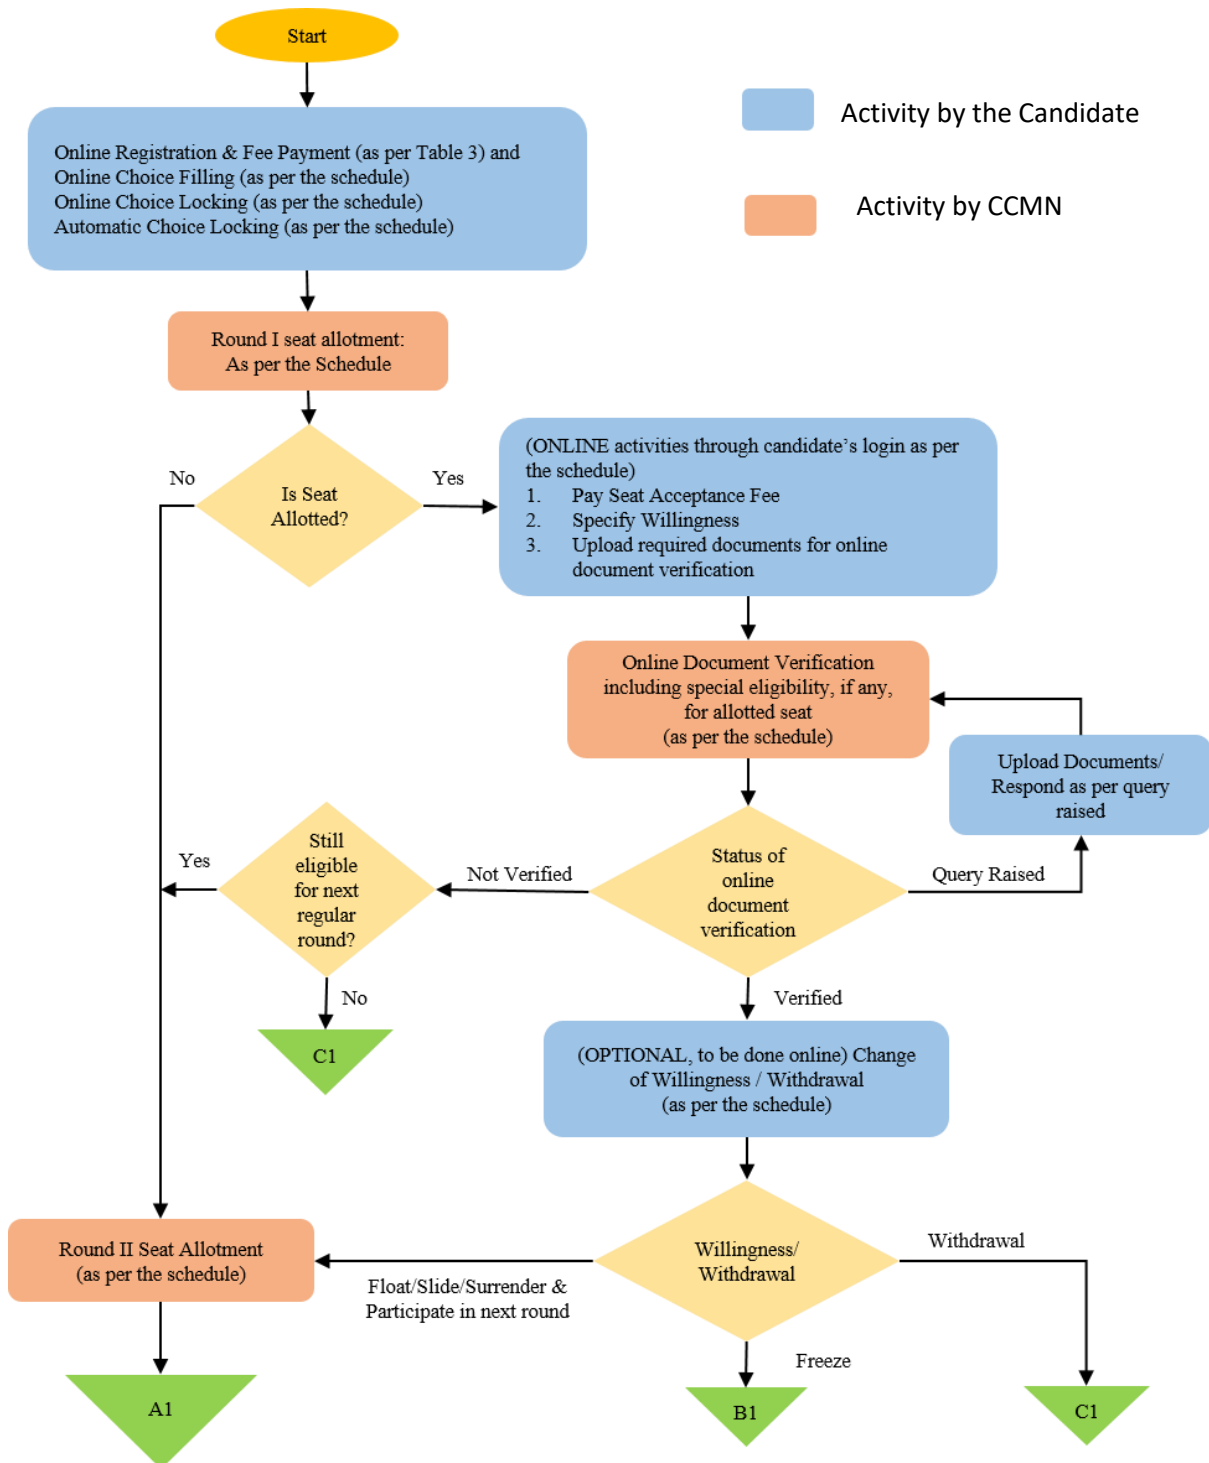 Start
Activity by the Candidate
Online Registration & Fee Payment (as per Table 3) and
Online Choice Filling (as per the schedule)
Online Choice Locking (as per the schedule)
Automatic Choice Locking (as per the schedule)
Activity by CCMN
Round I seat allotment:
As per the Schedule
No
Is Seat
Allotted?
Yes
(ONLINE activities through candidate’s login as per
the schedule)
1. Pay Seat Acceptance Fee
2. Specify Willingness
3. Upload required documents for online
document verification
Online Document Verification
including special eligibility, if any,
for allotted seat
(as per the schedule)
Upload Documents/
Respond as per query
raised
Yes
Still
eligible
for next
regular
round?
Not Verified
Status of
online
document
verification
Query Raised
No
Verified
C1
(OPTIONAL, to be done online) Change
of Willingness / Withdrawal
(as per the schedule)
Round II Seat Allotment
(as per the schedule)
Float/Slide/Surrender &
Participate in next round
Willingness/
Withdrawal
Withdrawal
Freeze
A1
B1
C1